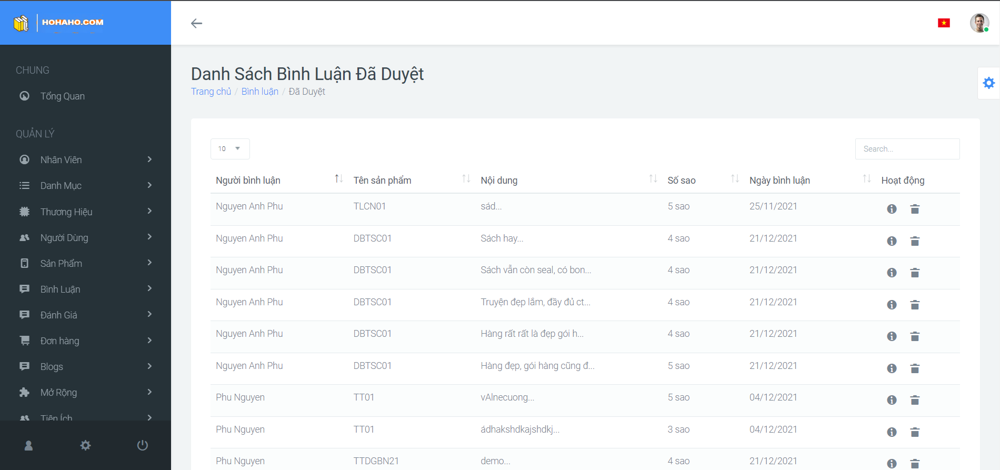 HOHAHO.COM
CHUNG
Tổng Quan
QUẢN LÝ
Nhân Viên
Danh Mục
Thương Hiệu
Người Dùng
Sản Phẩm
Bình Luận
Đánh Giá
Đơn hàng
Blogs
Mở Rộng
Tiện Ích
Danh Sách Bình Luận Đã Duyệt
Trang chủ / Bình luận / Đã Duyệt
10
Search...
Người bình luận Tên sản phẩm Nội dung Số sao Ngày bình luận Hoạt động
Nguyen Anh Phu TLCN01 sád... 5 sao 25/11/2021
Nguyen Anh Phu DBTSC01 Sách hay... 4 sao 21/12/2021
Nguyen Anh Phu DBTSC01 Sách vẫn còn seal, có bon... 4 sao 21/12/2021
Nguyen Anh Phu DBTSC01 Truyện đẹp lắm, đầy đủ ct... 4 sao 21/12/2021
Nguyen Anh Phu DBTSC01 Hàng rất rất là đẹp gói h... 4 sao 21/12/2021
Nguyen Anh Phu DBTSC01 Hàng đẹp, gói hàng cũng đ... 5 sao 21/12/2021
Phu Nguyen TT01 vAlnecuong... 5 sao 04/12/2021
Phu Nguyen TT01 ádhakshdkajshdkj... 3 sao 04/12/2021
Phu Nguyen TTDGBN21 demo... 4 sao 21/12/2021